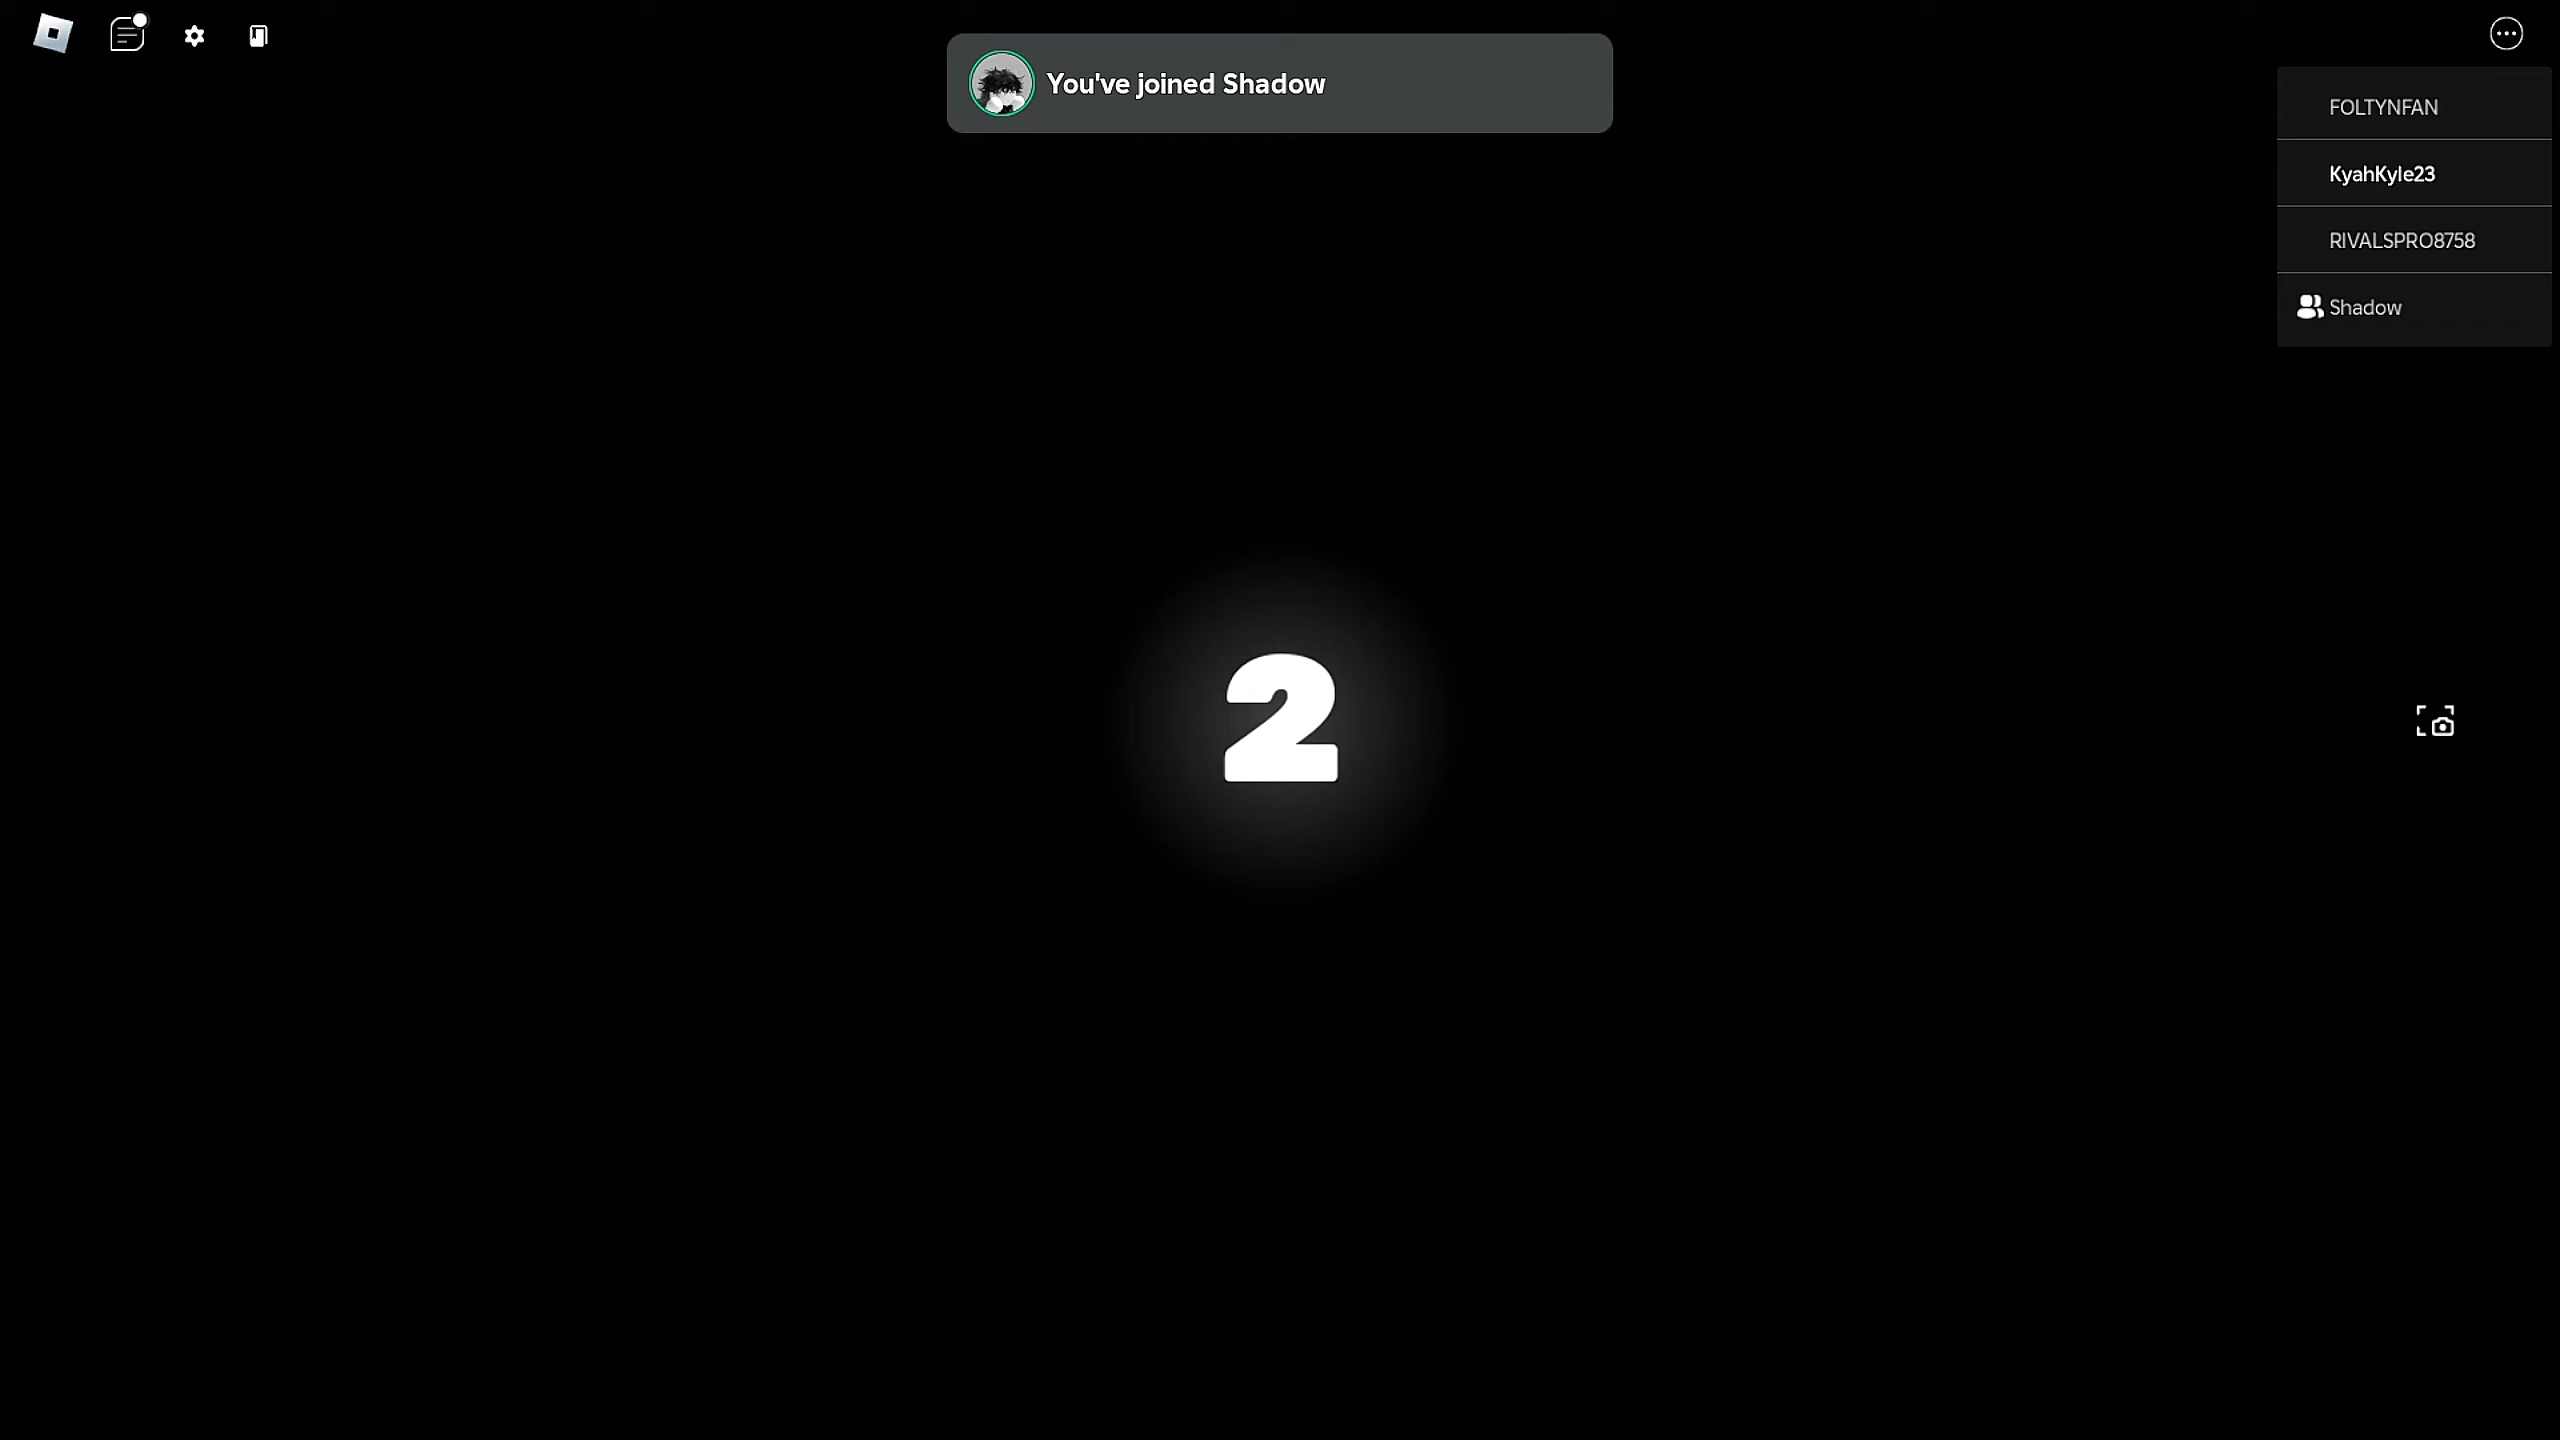 You've joined Shadow
FOLTYNFAN
KyahKyle23
RIVALSPRO8758
Shadow
2